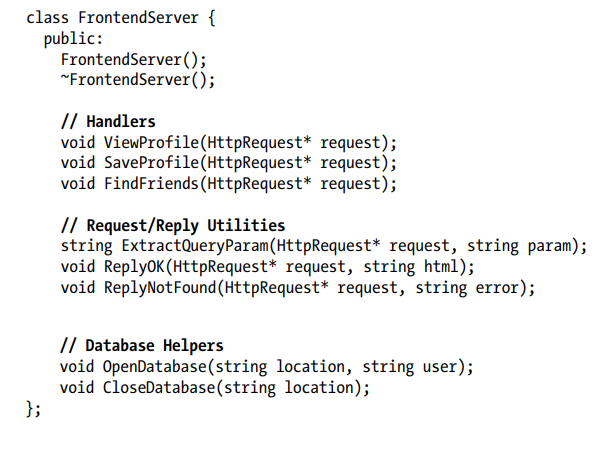 class FrontendServer {
  public:
    FrontendServer();
    ~FrontendServer();

    // Handlers
    void ViewProfile(HttpRequest* request);
    void SaveProfile(HttpRequest* request);
    void FindFriends(HttpRequest* request);

    // Request/Reply Utilities
    string ExtractQueryParam(HttpRequest* request, string param);
    void ReplyOK(HttpRequest* request, string html);
    void ReplyNotFound(HttpRequest* request, string error);

    // Database Helpers
    void OpenDatabase(string location, string user);
    void CloseDatabase(string location);
};